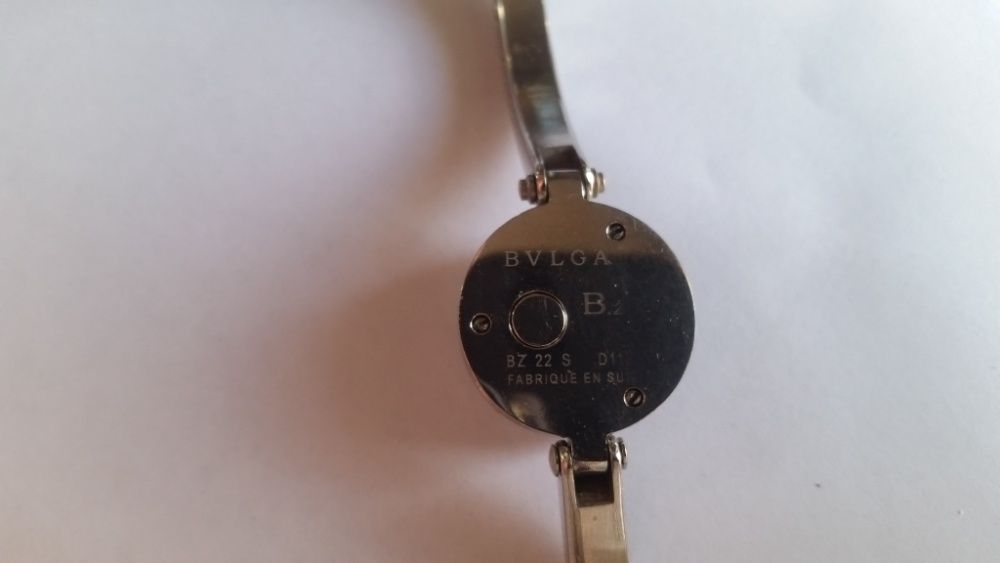 BVLGA
B.z
BZ 22 S D11
FABRIQUE EN SU